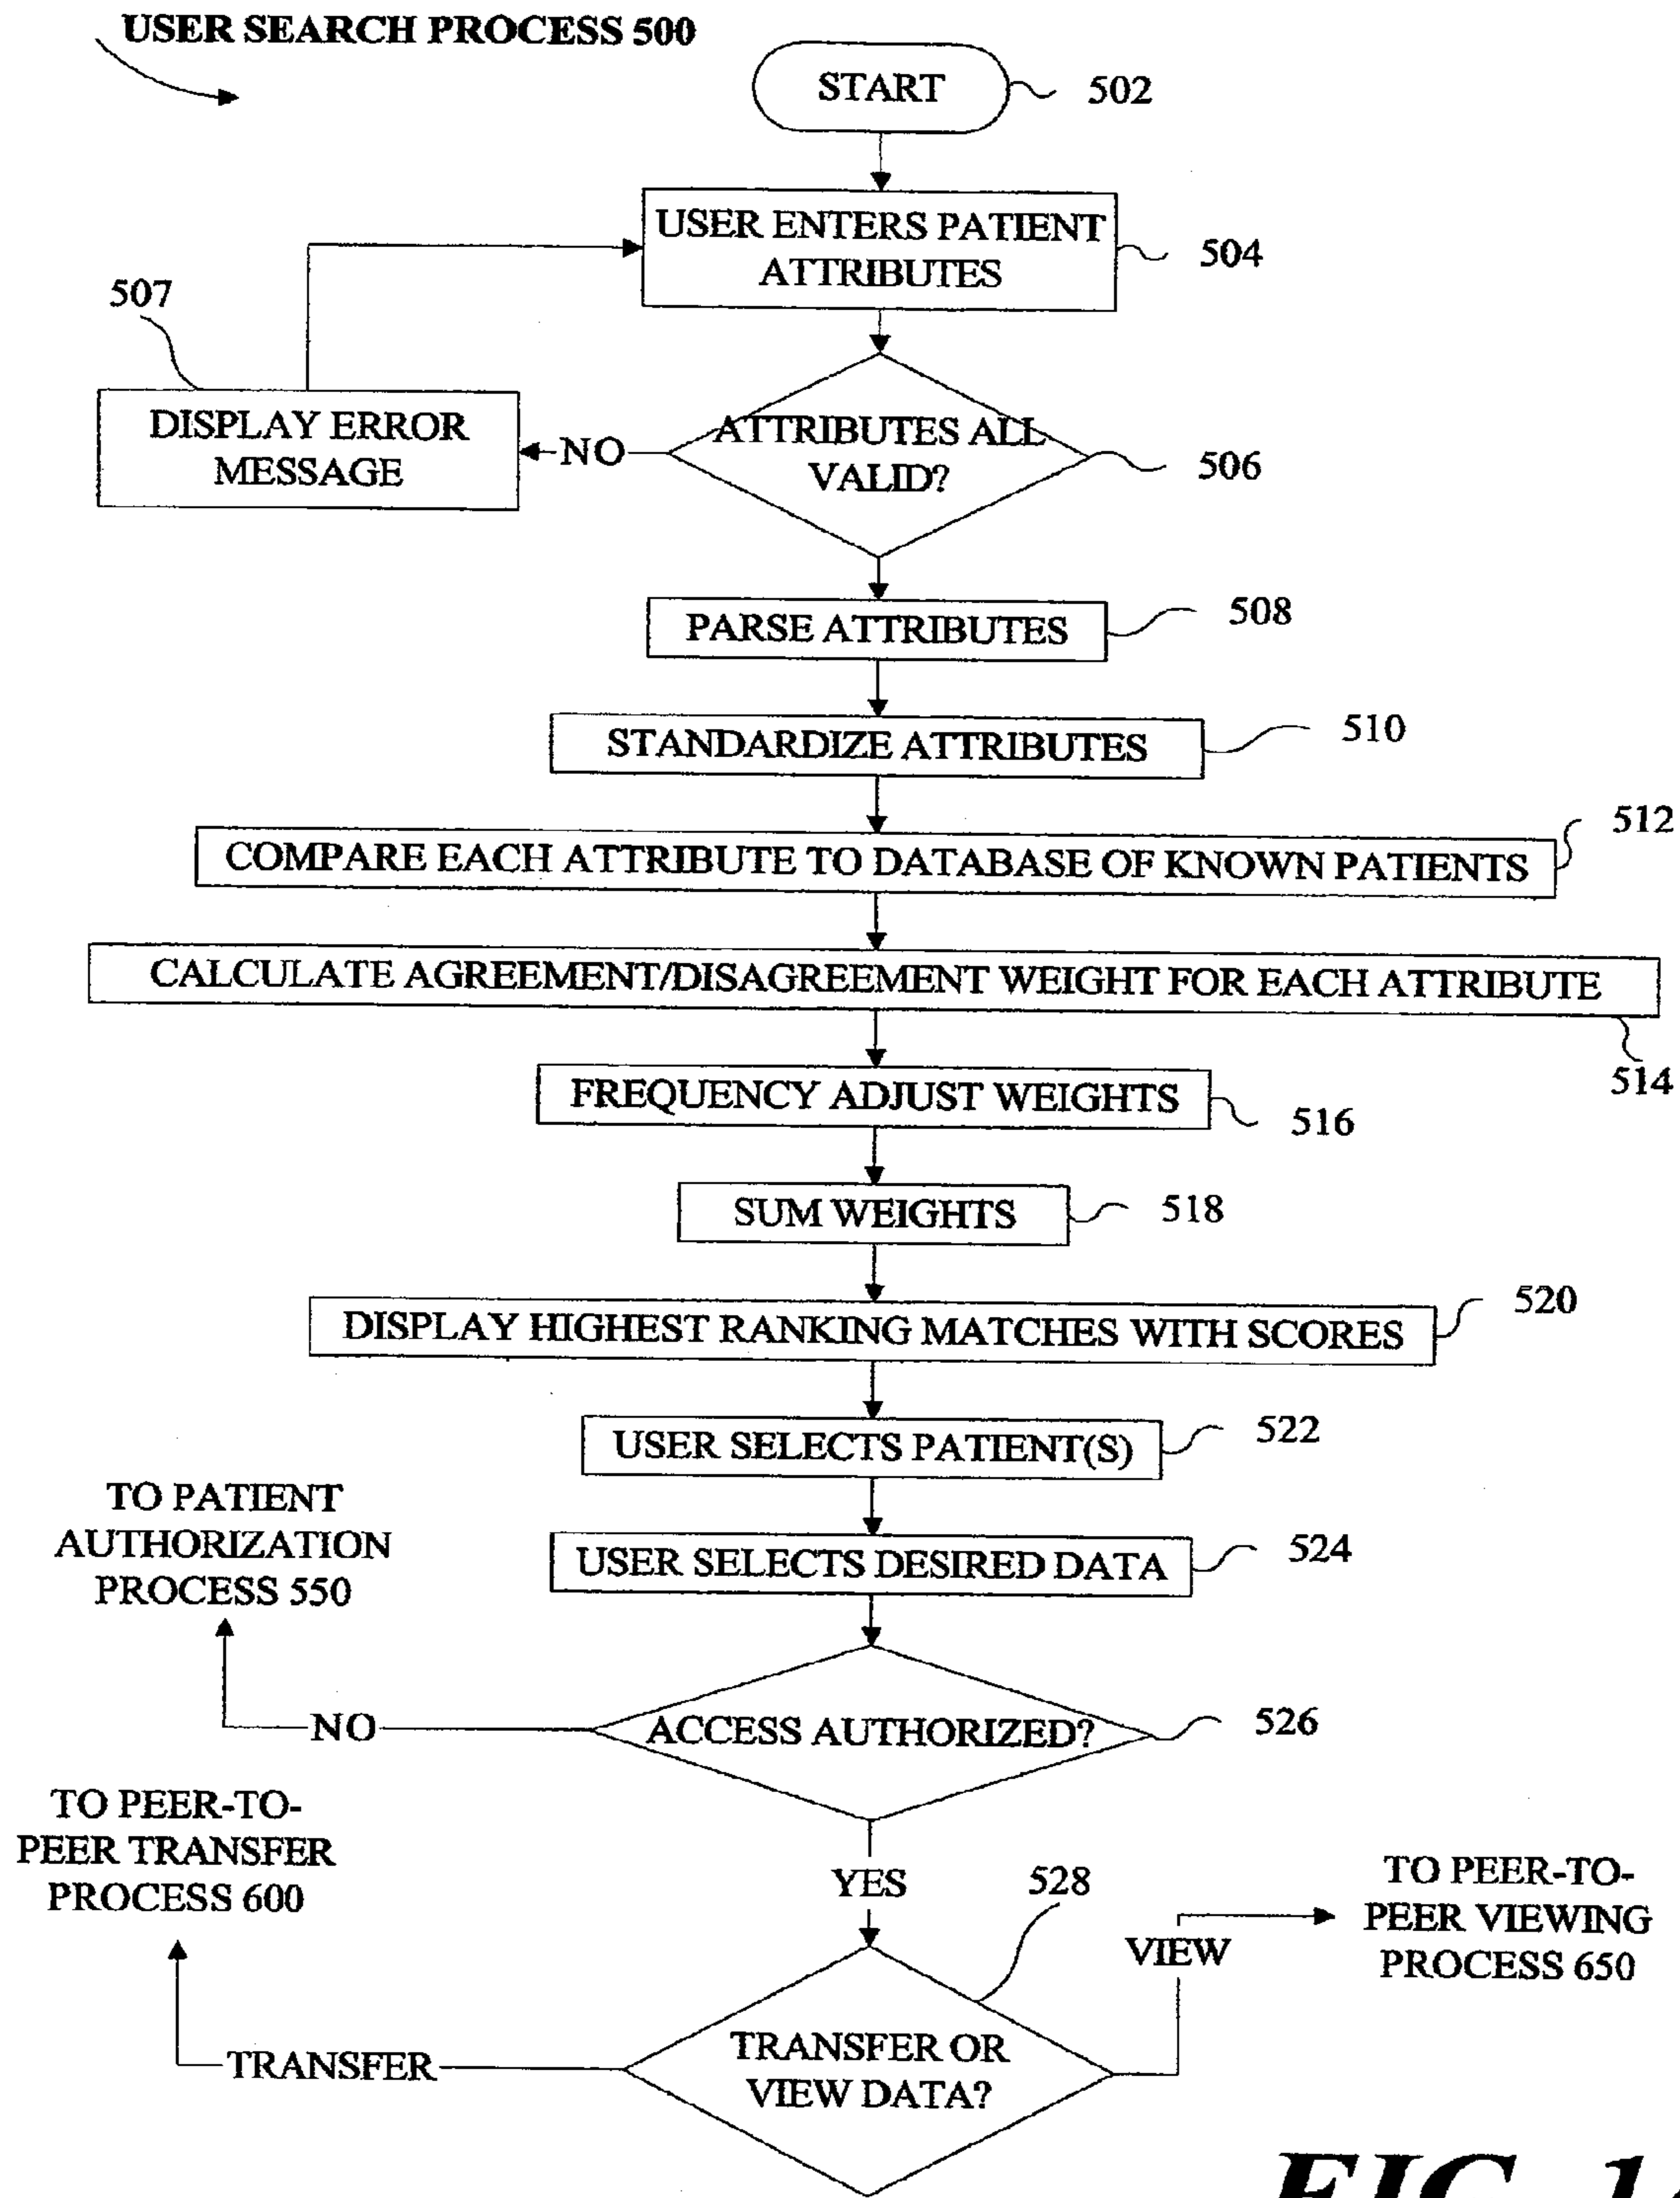 USER SEARCH PROCESS 500
START
502
USER ENTERS PATIENT
ATTRIBUTES
504
507
DISPLAY ERROR
MESSAGE
NO
ATTRIBUTES ALL
VALID?
506
PARSE ATTRIBUTES
508
STANDARDIZE ATTRIBUTES
510
COMPARE EACH ATTRIBUTE TO DATABASE OF KNOWN PATIENTS
512
CALCULATE AGREEMENT/DISAGREEMENT WEIGHT FOR EACH ATTRIBUTE
514
FREQUENCY ADJUST WEIGHTS
516
SUM WEIGHTS
518
DISPLAY HIGHEST RANKING MATCHES WITH SCORES
520
USER SELECTS PATIENT(S)
522
USER SELECTS DESIRED DATA
524
TO PATIENT
AUTHORIZATION
PROCESS 550
NO
ACCESS AUTHORIZED?
526
YES
TO PEER-TO-
PEER TRANSFER
PROCESS 600
528
VIEW
TO PEER-TO-
PEER VIEWING
PROCESS 650
TRANSFER
TRANSFER OR
VIEW DATA?
FIG.